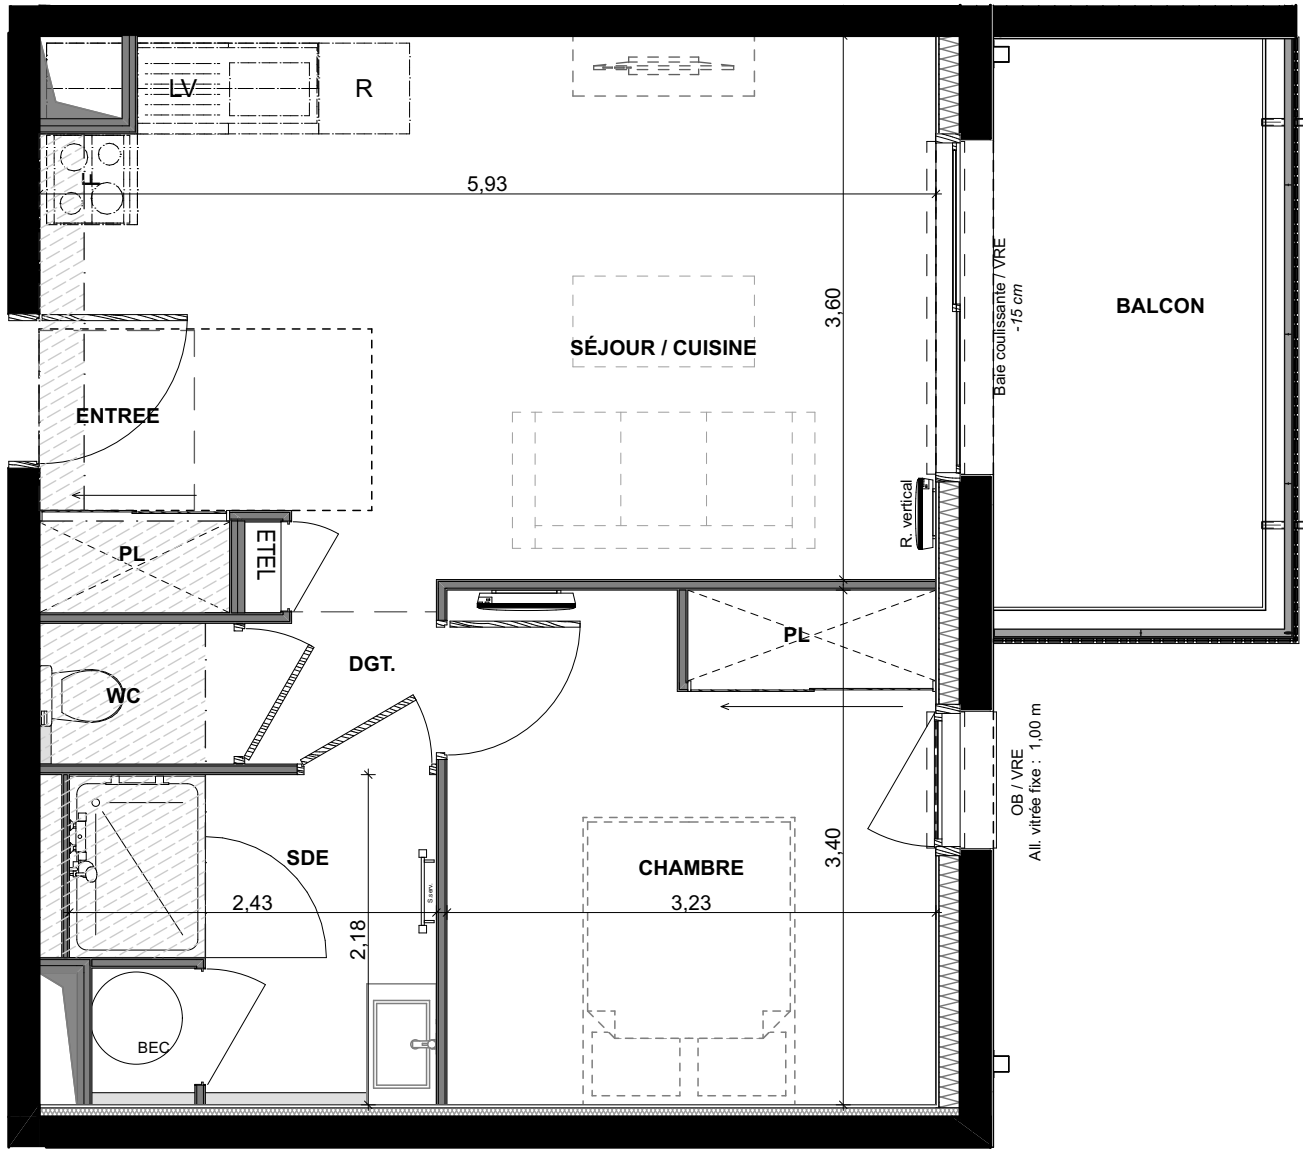 LV
R
5,93
3,60
SÉJOUR / CUISINE
Baie coulissante / VRE
-15 cm
BALCON
ENTREE
R. vertical
PL
ETEL
PL
DGT.
WC
OB / VRE
All. vitrée fixe : 1,00 m
SDE
CHAMBRE
3,40
S.serv.
2,43
3,23
2,18
BEC